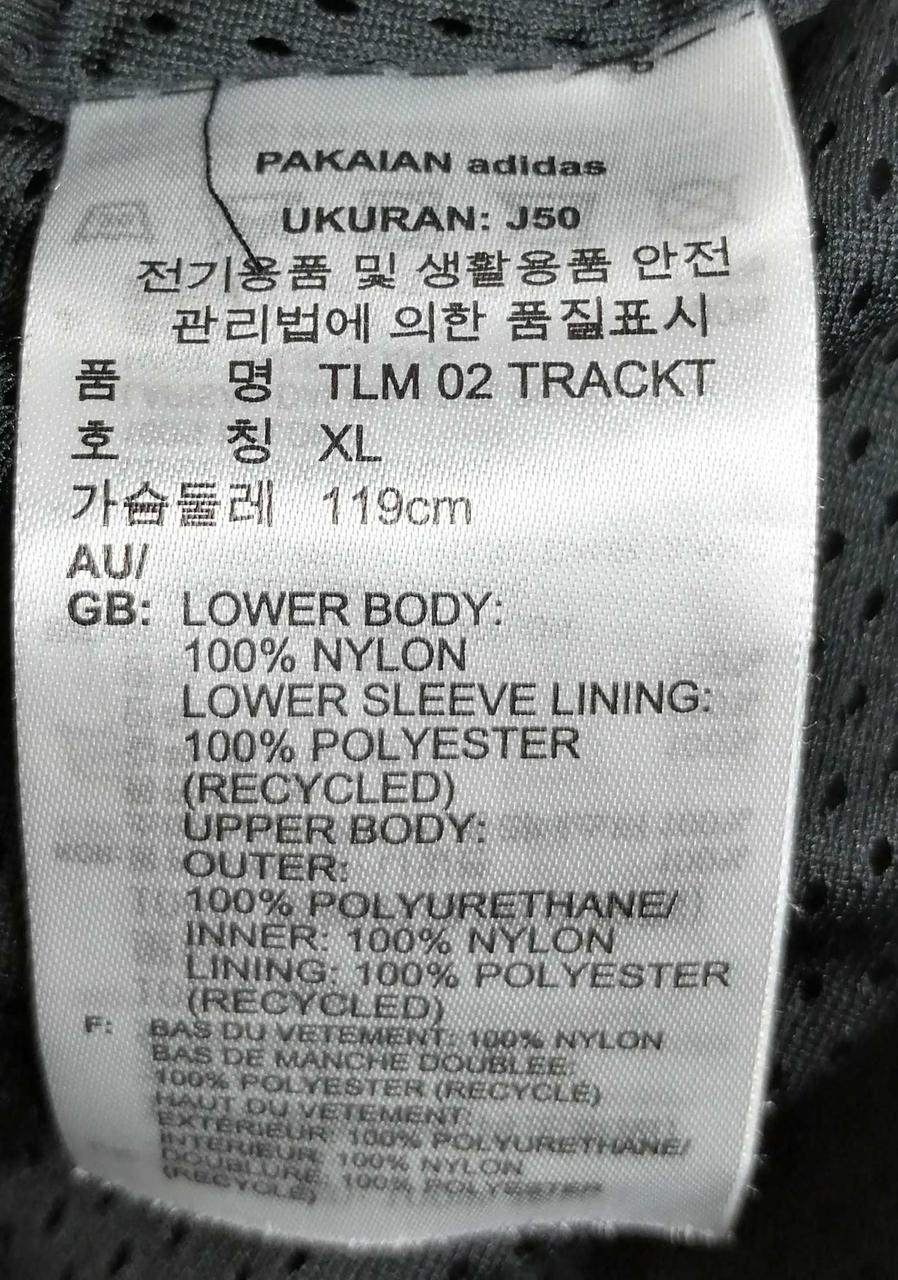 PAKAIAN adidas
UKURAN: J50
전기용품 및 생활용품 안전
관리법에 의한 품질표시
품 명 TLM 02 TRACKT
호 칭 XL
가슴둘레 119cm
AU/
GB: LOWER BODY:
100% NYLON
LOWER SLEEVE LINING:
100% POLYESTER
(RECYCLED)
UPPER BODY:
OUTER:
100% POLYURETHANE/
INNER: 100% NYLON
LINING: 100% POLYESTER
(RECYCLED)
F: BAS DU VETEMENT: 100% NYLON
BAS DE MANCHE DOUBLEE:
100% POLYESTER (RECYCLÉ)
HAUT DU VETEMENT:
EXTERIEUR: 100% POLYURETHANE/
INTERIEUR: 100% NYLON
DOUBLURE: 100% POLYESTER
(RECYCLÉ)